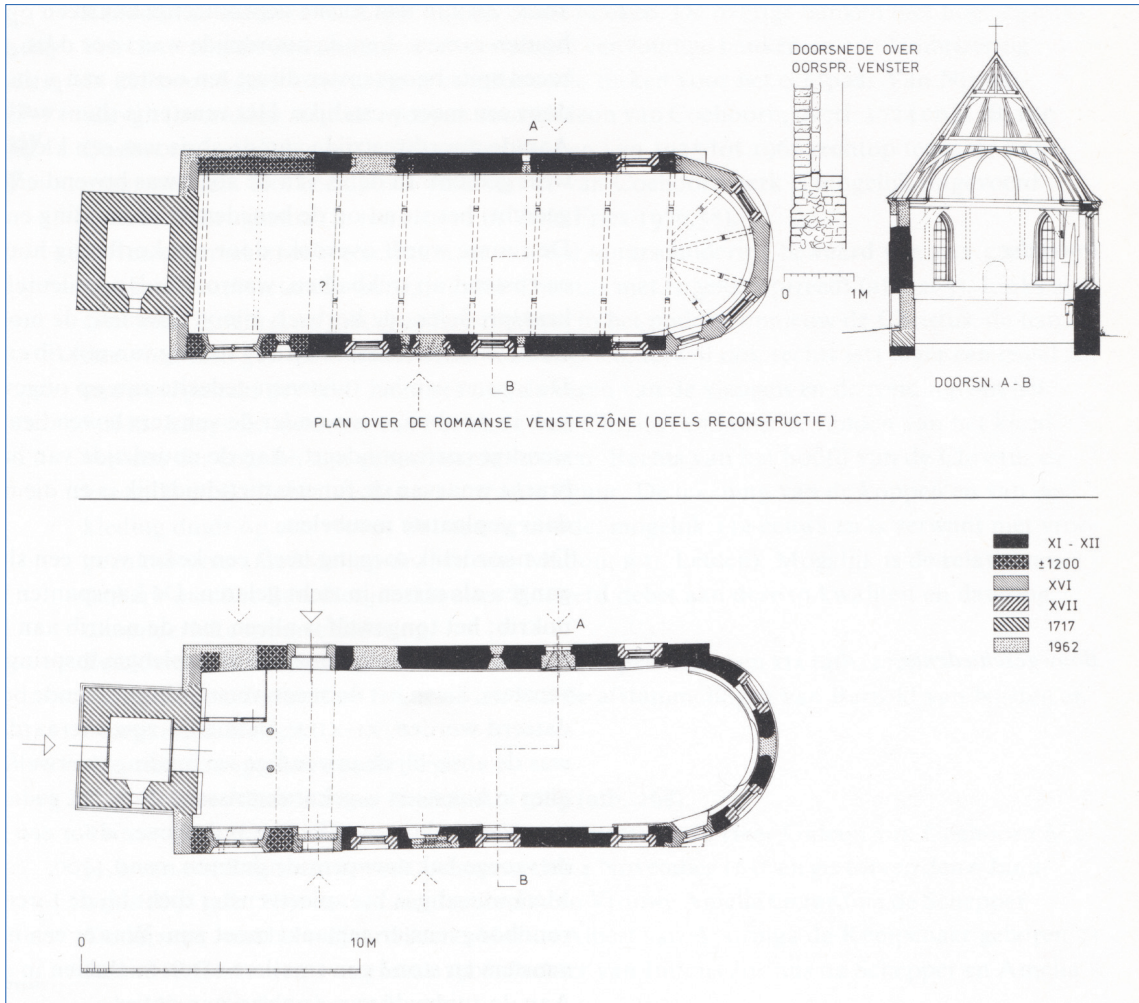 DOORSNEDE OVER
OORSPR. VENSTER
A
B
0 1M
DOORSN. A - B
PLAN OVER DE ROMAANSE VENSTERZÔNE (DEELS RECONSTRUCTIE)
XI - XII
±1200
XVI
XVII
1717
1962
A
B
0 10M